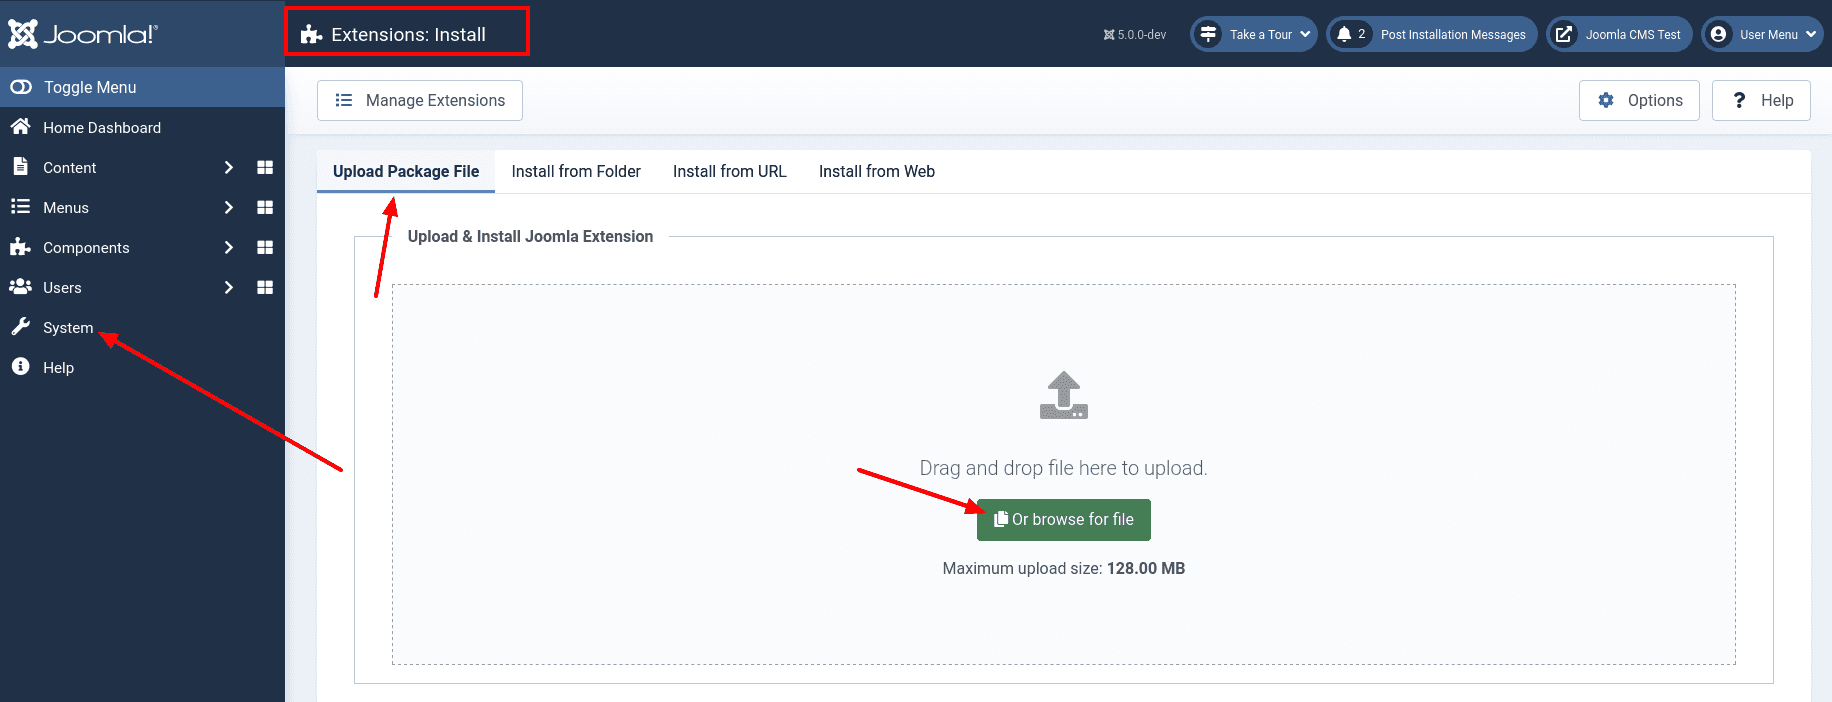 Joomla!®
Extensions: Install
5.0.0-dev
Take a Tour
2 Post Installation Messages
Joomla CMS Test
User Menu
Toggle Menu
Home Dashboard
Content
Menus
Components
Users
System
Help
Manage Extensions
Options
? Help
Upload Package File Install from Folder Install from URL Install from Web
Upload & Install Joomla Extension
Drag and drop file here to upload.
Or browse for file
Maximum upload size: 128.00 MB